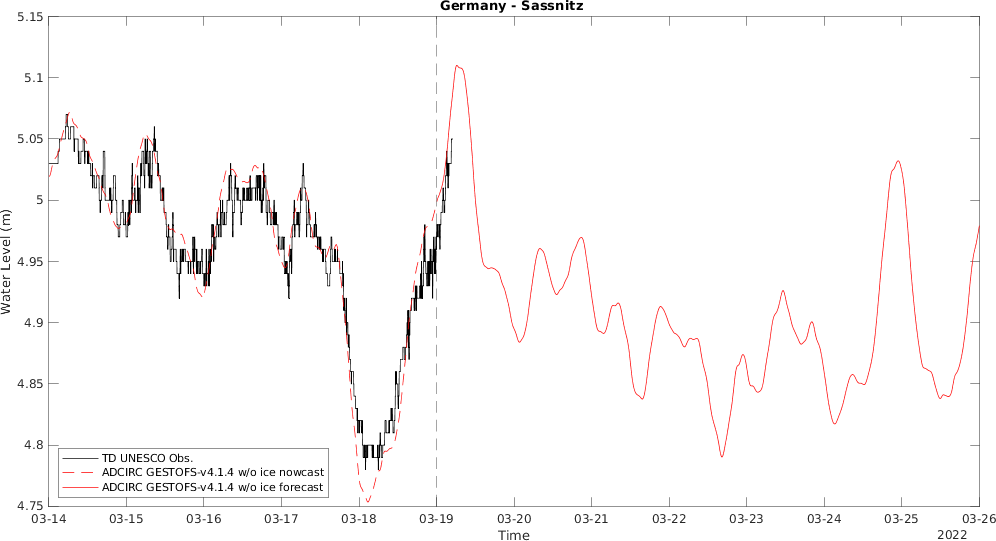 Germany - Sassnitz
5.15
5.1
5.05
5
4.95
4.9
4.85
4.8
4.75
Water Level (m)
TD UNESCO Obs.
ADCIRC GESTOFS-v4.1.4 w/o ice nowcast
ADCIRC GESTOFS-v4.1.4 w/o ice forecast
03-14 03-15 03-16 03-17 03-18 03-19 03-20 03-21 03-22 03-23 03-24 03-25 03-26
Time
2022